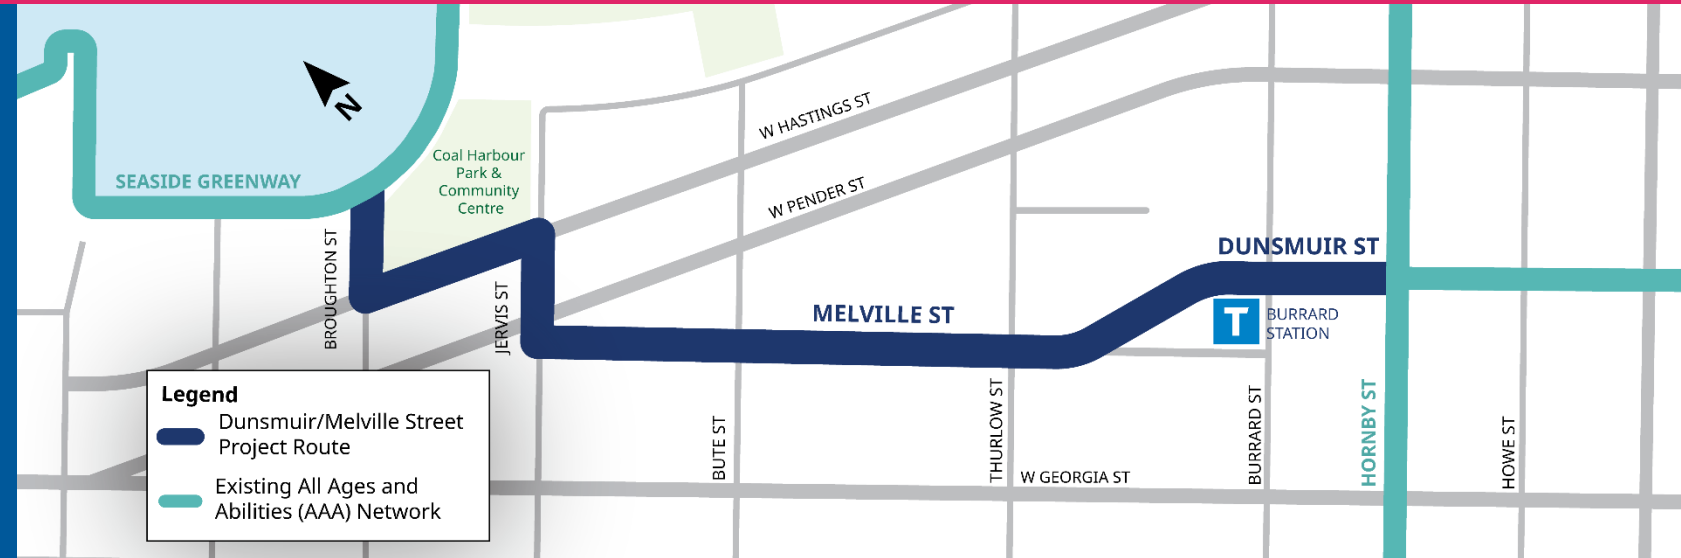 N
W HASTINGS ST
Coal Harbour
Park &
Community
Centre
SEASIDE GREENWAY
W PENDER ST
BROUGHTON ST
DUNSMUIR ST
JERVIS ST
MELVILLE ST
T
BURRARD
STATION
Legend
Dunsmuir/Melville Street
Project Route
Existing All Ages and
Abilities (AAA) Network
BUTE ST
THURLOW ST
W GEORGIA ST
BURRARD ST
HORNBY ST
HOWE ST